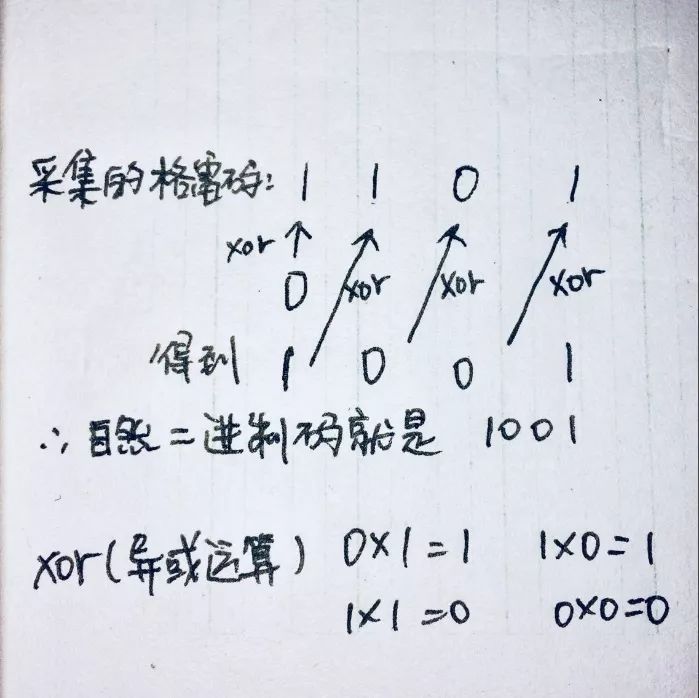 采集的格雷码: 1 1 0 1
xor ↑ ↗ ↗ ↗
0 xor xor xor
得到 1 0 0 1
∴ 自然二进制码就是 1001
xor(异或运算) 0×1=1 1×0=1
1×1=0 0×0=0